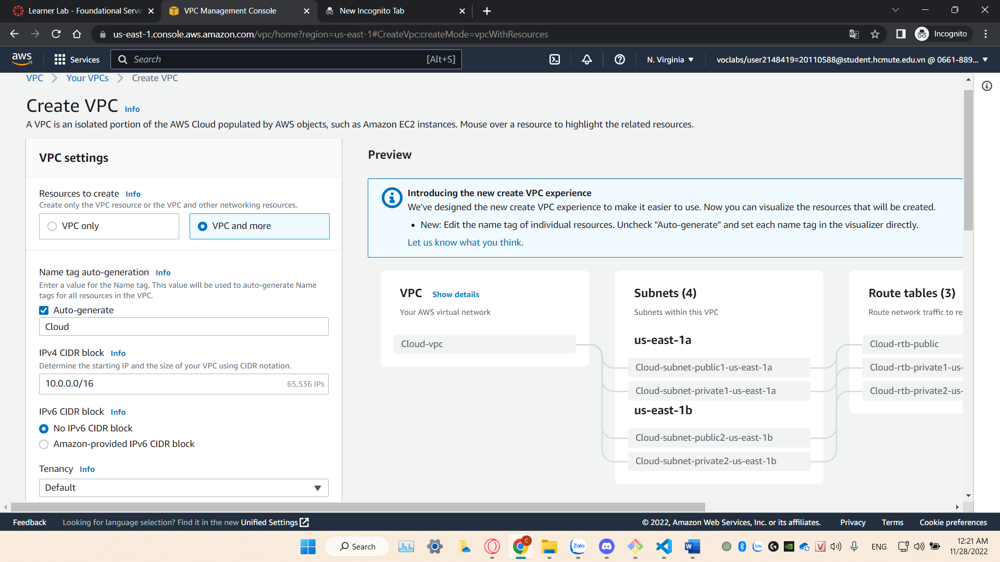 Learner Lab - Foundational Servic
VPC Management Console
New Incognito Tab
us-east-1.console.aws.amazon.com/vpc/home?region=us-east-1#CreateVpc:createMode=vpcWithResources
Incognito
aws
Services
Search
[Alt+S]
N. Virginia
voclabs/user2148419=20110588@student.hcmute.edu.vn @ 0661-889...
VPC
Your VPCs
Create VPC
Create VPC Info
A VPC is an isolated portion of the AWS Cloud populated by AWS objects, such as Amazon EC2 instances. Mouse over a resource to highlight the related resources.
VPC settings
Resources to create Info
Create only the VPC resource or the VPC and other networking resources.
VPC only
VPC and more
Name tag auto-generation Info
Enter a value for the Name tag. This value will be used to auto-generate Name
tags for all resources in the VPC.
Auto-generate
Cloud
IPv4 CIDR block Info
Determine the starting IP and the size of your VPC using CIDR notation.
10.0.0.0/16
65,536 IPs
IPv6 CIDR block Info
No IPv6 CIDR block
Amazon-provided IPv6 CIDR block
Tenancy Info
Default
Preview
Introducing the new create VPC experience
We've designed the new create VPC experience to make it easier to use. Now you can visualize the resources that will be created.
• New: Edit the name tag of individual resources. Uncheck "Auto-generate" and set each name tag in the visualizer directly.
Let us know what you think.
VPC Show details
Your AWS virtual network
Cloud-vpc
Subnets (4)
Subnets within this VPC
us-east-1a
Cloud-subnet-public1-us-east-1a
Cloud-subnet-private1-us-east-1a
us-east-1b
Cloud-subnet-public2-us-east-1b
Cloud-subnet-private2-us-east-1b
Route tables (3)
Route network traffic to re
Cloud-rtb-public
Cloud-rtb-private1-us-
Cloud-rtb-private2-us-
Feedback
Looking for language selection? Find it in the new Unified Settings
© 2022, Amazon Web Services, Inc. or its affiliates.
Privacy
Terms
Cookie preferences
Search
C
Zalo
Zalo
ENG
12:21 AM
11/28/2022